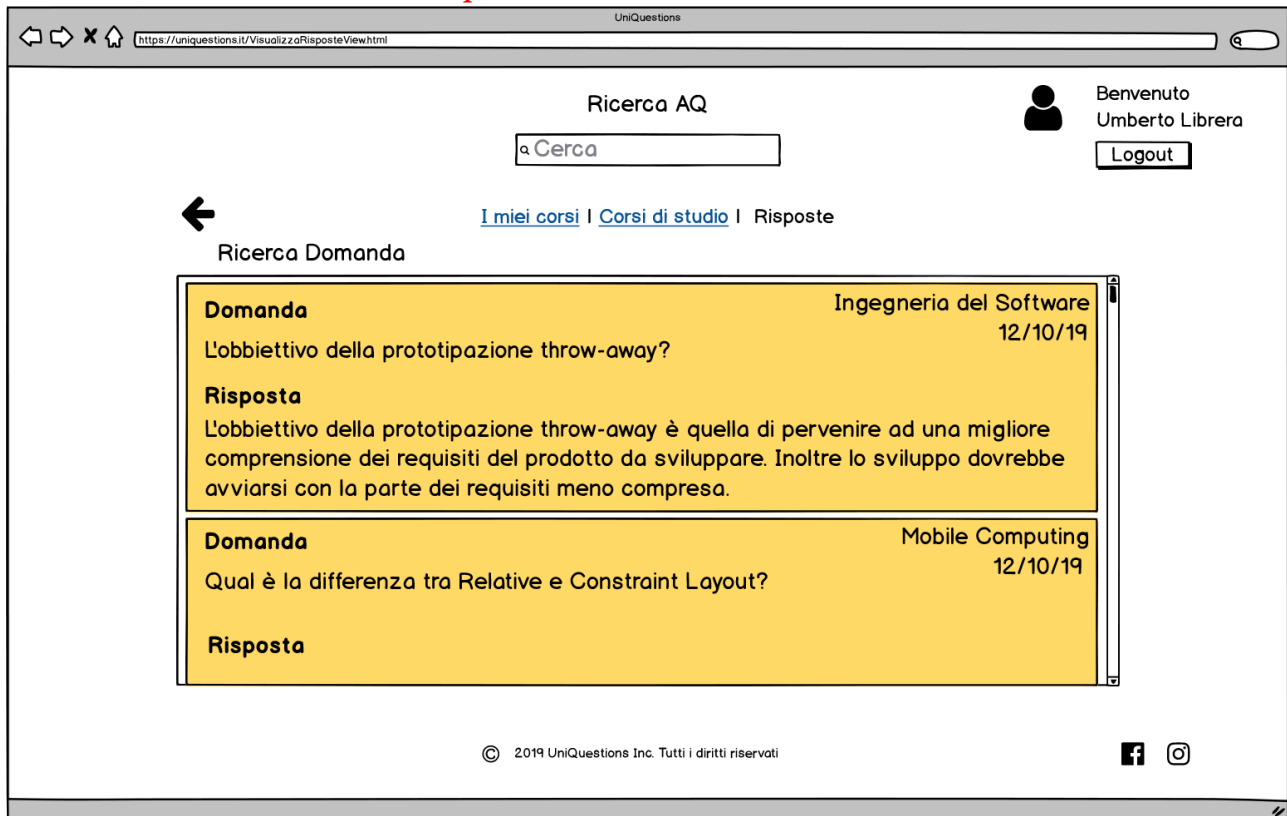 UniQuestions
https://uniquestions.it/VisualizzaRisposteView.html
Ricerca AQ
Benvenuto
Umberto Librera
Cerca
Logout
I miei corsi | Corsi di studio | Risposte
Ricerca Domanda
Domanda
Ingegneria del Software
12/10/19
L'obbiettivo della prototipazione throw-away?
Risposta
L'obbiettivo della prototipazione throw-away è quella di pervenire ad una migliore
comprensione dei requisiti del prodotto da sviluppare. Inoltre lo sviluppo dovrebbe
avviarsi con la parte dei requisiti meno compresa.
Domanda
Mobile Computing
12/10/19
Qual è la differenza tra Relative e Constraint Layout?
Risposta
© 2019 UniQuestions Inc. Tutti i diritti riservati